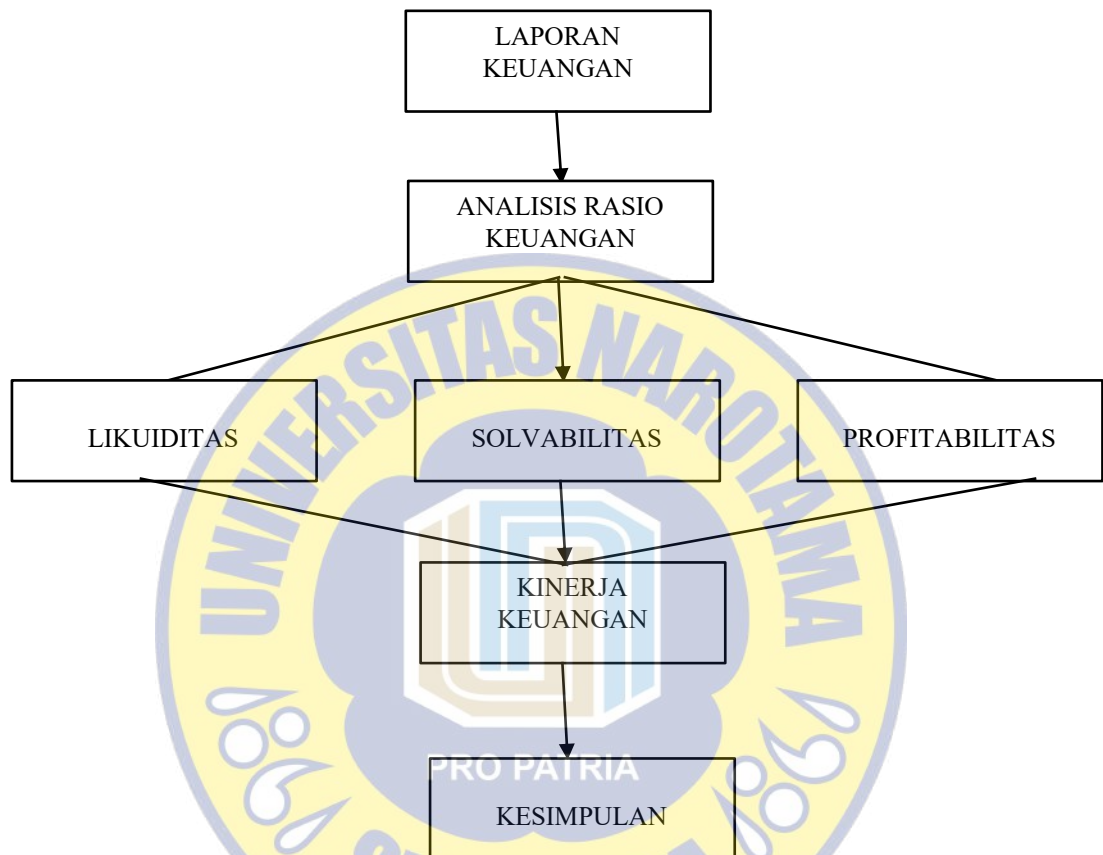 LAPORAN
KEUANGAN
ANALISIS RASIO
KEUANGAN
UNIVERSITAS NAROTAMA
LIKUIDITAS
SOLVABILITAS
PROFITABILITAS
KINERJA
KEUANGAN
PRO PATRIA
KESIMPULAN